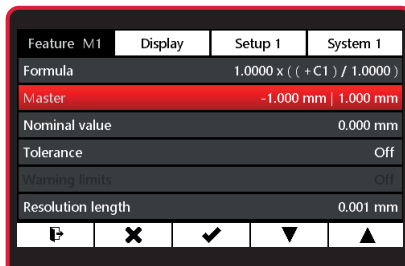 Feature M1 Display Setup 1 System 1
Formula 1.0000 x ( ( +C1 ) / 1.0000 )
Master -1.000 mm | 1.000 mm
Nominal value 0.000 mm
Tolerance Off
Warning limits Off
Resolution length 0.001 mm